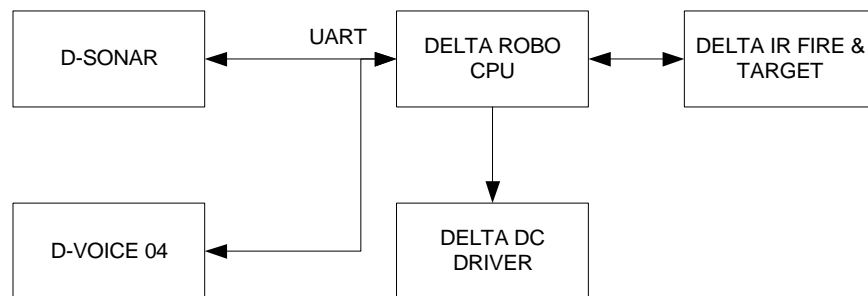 D-SONAR
UART
DELTA ROBO
CPU
DELTA IR FIRE &
TARGET
D-VOICE 04
DELTA DC
DRIVER